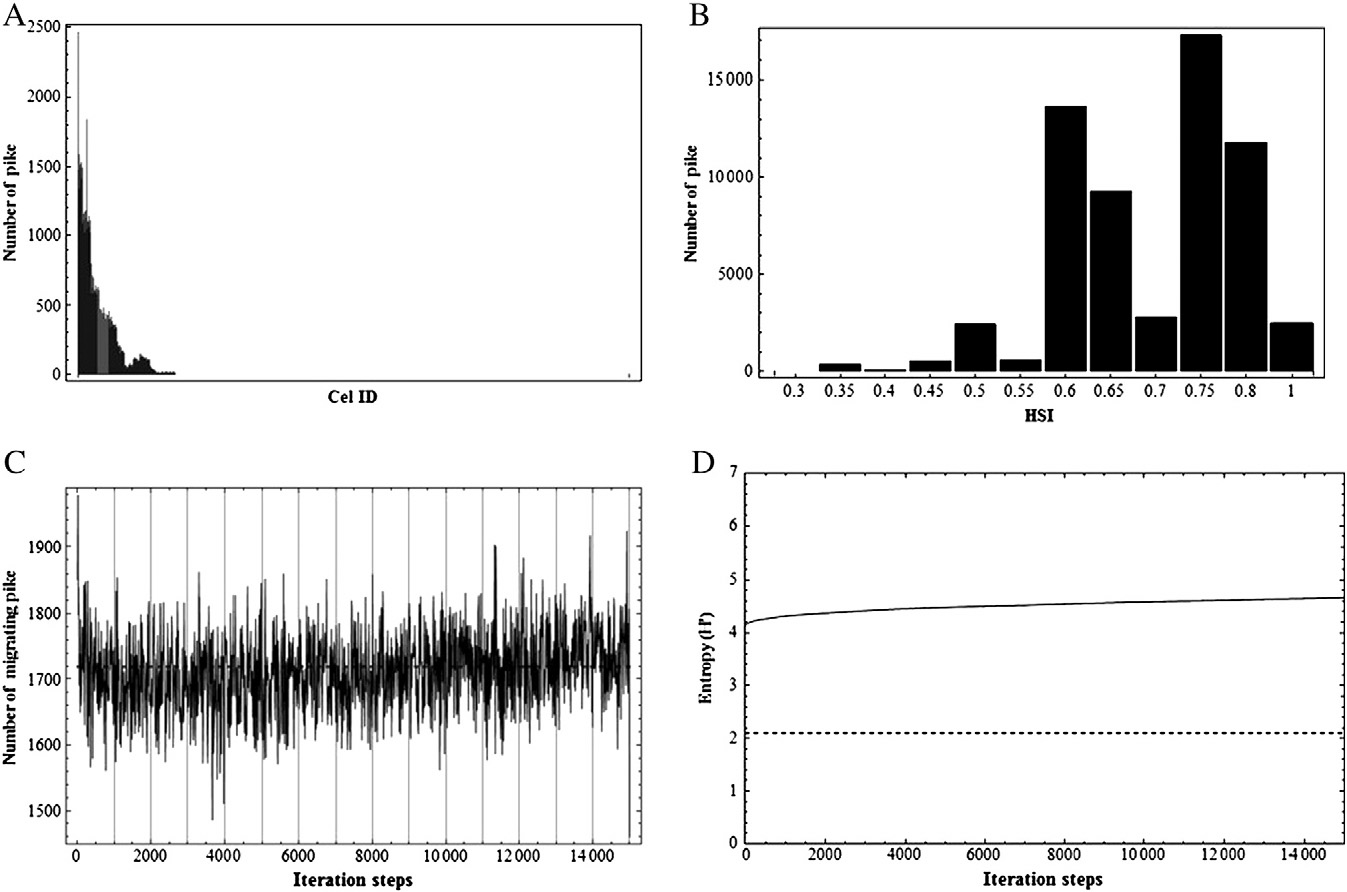 A
2500
2000
1500
1000
500
0
Number of pike
Cel ID
B
15 000
10 000
5000
0
Number of pike
0.3 0.35 0.4 0.45 0.5 0.55 0.6 0.65 0.7 0.75 0.8 1
HSI
C
1900
1800
1700
1600
1500
Number of migrating pike
0 2000 4000 6000 8000 10 000 12 000 14 000
Iteration steps
D
7
6
5
4
3
2
1
0
Entropy
0 2000 4000 6000 8000 10 000 12 000 14 000
Iteration steps